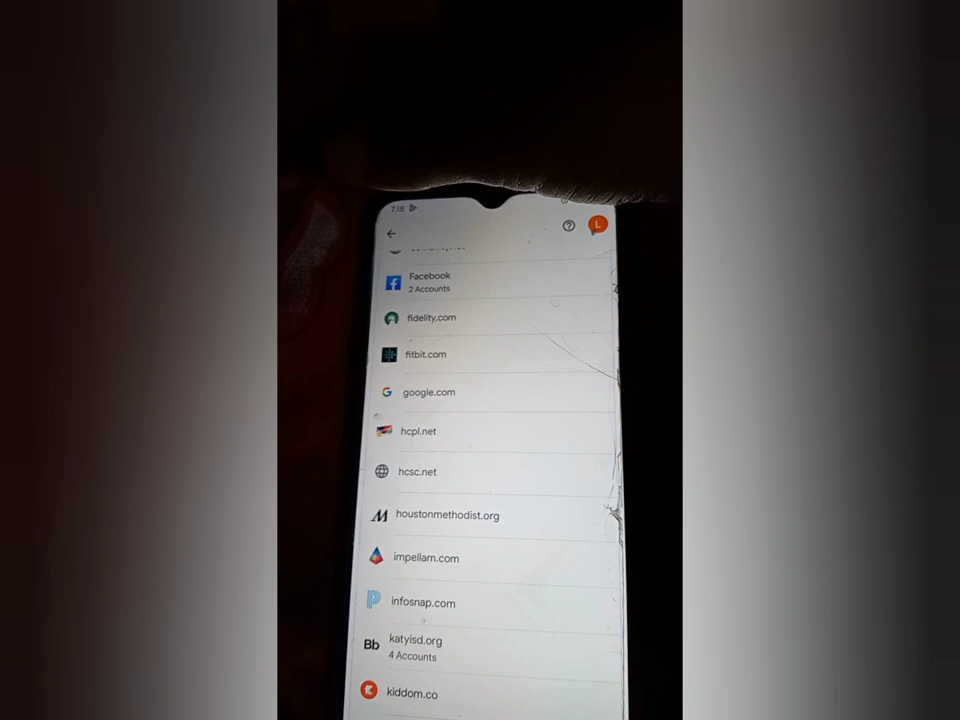 7:18
L
Facebook
2 Accounts
fidelity.com
fitbit.com
G google.com
hcpl.net
hcsc.net
M houstonmethodist.org
impellam.com
P infosnap.com
Bb katyisd.org
4 Accounts
K kiddom.co